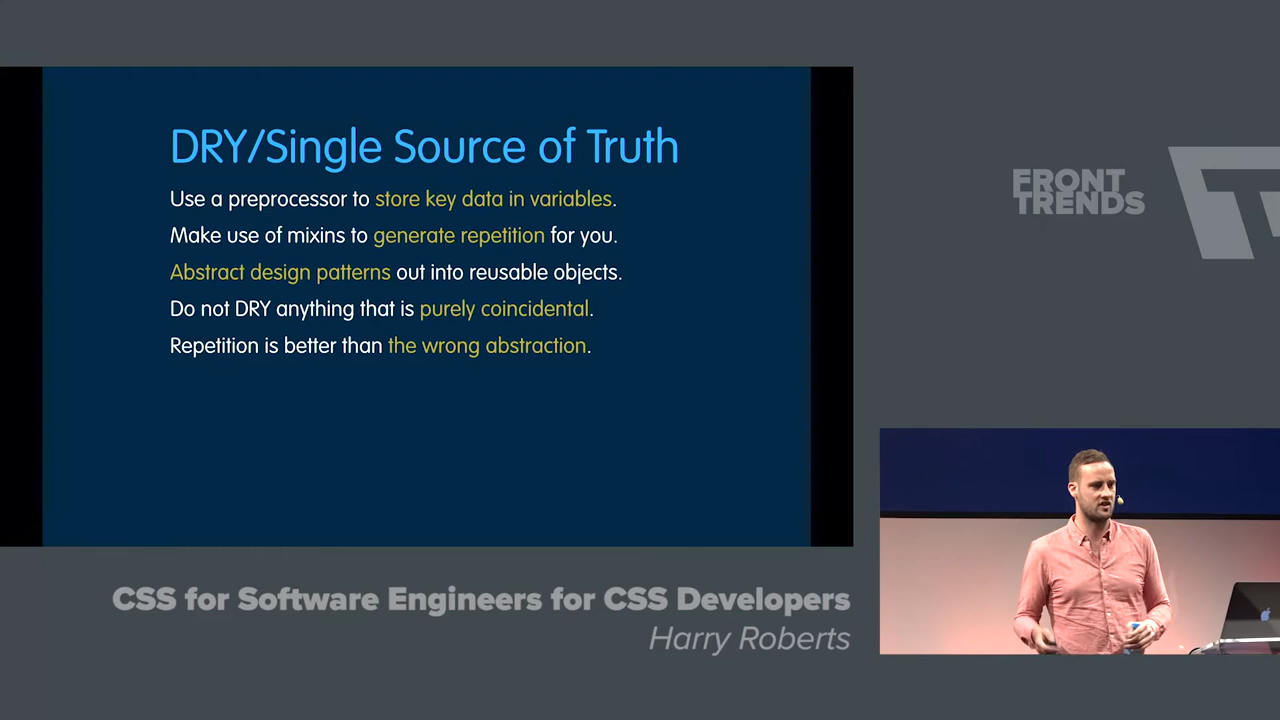 DRY/Single Source of Truth
Use a preprocessor to store key data in variables.
Make use of mixins to generate repetition for you.
Abstract design patterns out into reusable objects.
Do not DRY anything that is purely coincidental.
Repetition is better than the wrong abstraction.
FRONT
TRENDS
CSS for Software Engineers for CSS Developers
Harry Roberts